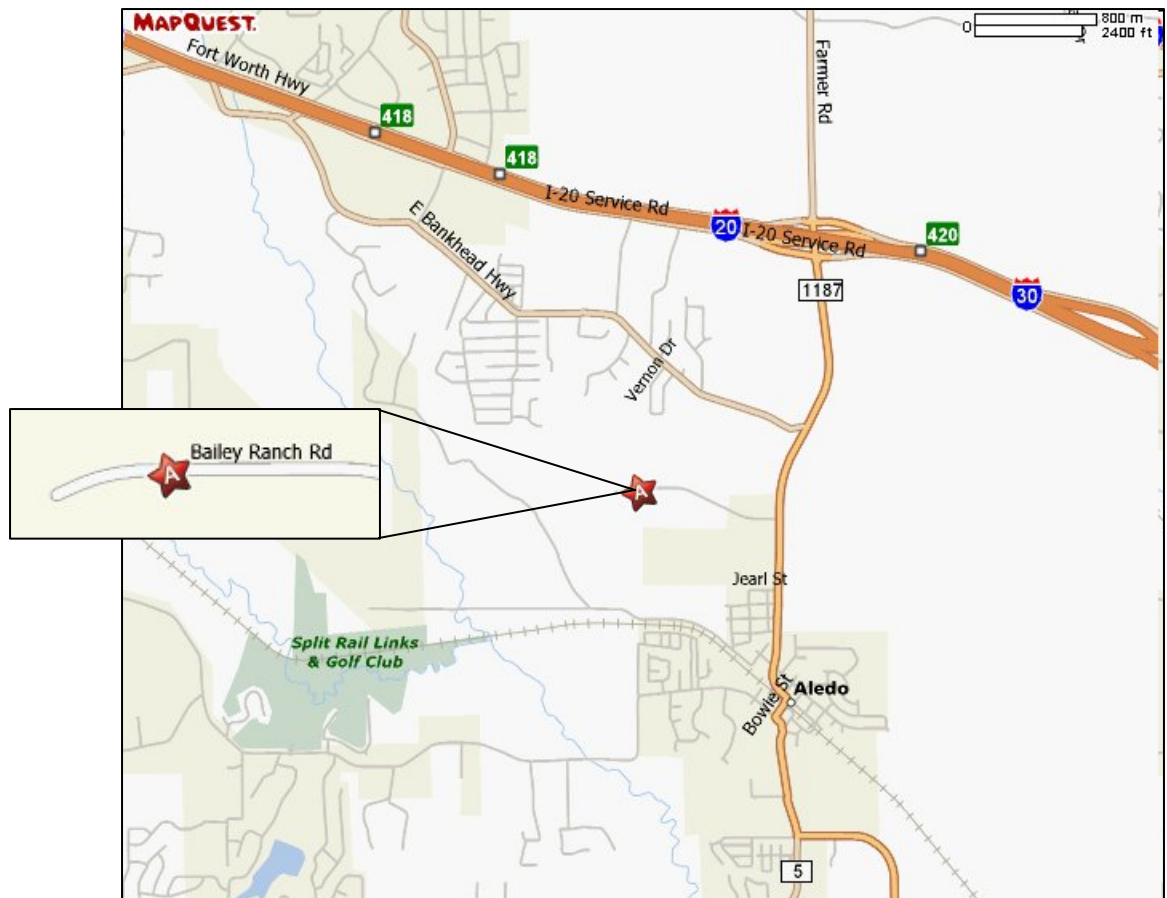 MAPQUEST.
0
800 m
2400 ft
Fort Worth Hwy
Farmer Rd
418
418
I-20 Service Rd
E Bankhead Hwy
20
I-20 Service Rd
420
1187
30
Vernon Dr
Bailey Ranch Rd
A
A
Jearl St
Split Rail Links
& Golf Club
Aledo
Bowie St
5